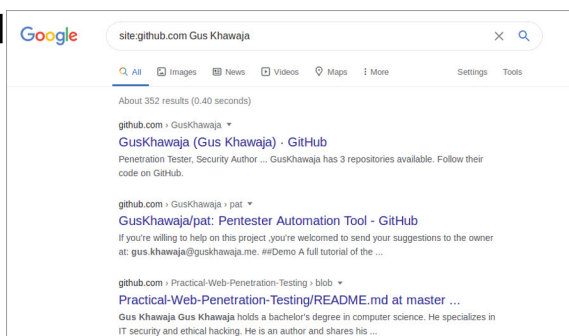 Google
site:github.com Gus Khawaja
All Images News Videos Maps More Settings Tools
About 352 results (0.40 seconds)
github.com › GusKhawaja
GusKhawaja (Gus Khawaja) · GitHub
Penetration Tester, Security Author ... GusKhawaja has 3 repositories available. Follow their
code on GitHub.
github.com › GusKhawaja › pat
GusKhawaja/pat: Pentester Automation Tool - GitHub
If you're willing to help on this project ,you're welcomed to send your suggestions to the owner
at: gus.khawaja@guskhawaja.me. ##Demo A full tutorial of the ...
github.com › Practical-Web-Penetration-Testing › blob
Practical-Web-Penetration-Testing/README.md at master ...
Gus Khawaja Gus Khawaja holds a bachelor's degree in computer science. He specializes in
IT security and ethical hacking. He is an author and shares his ...